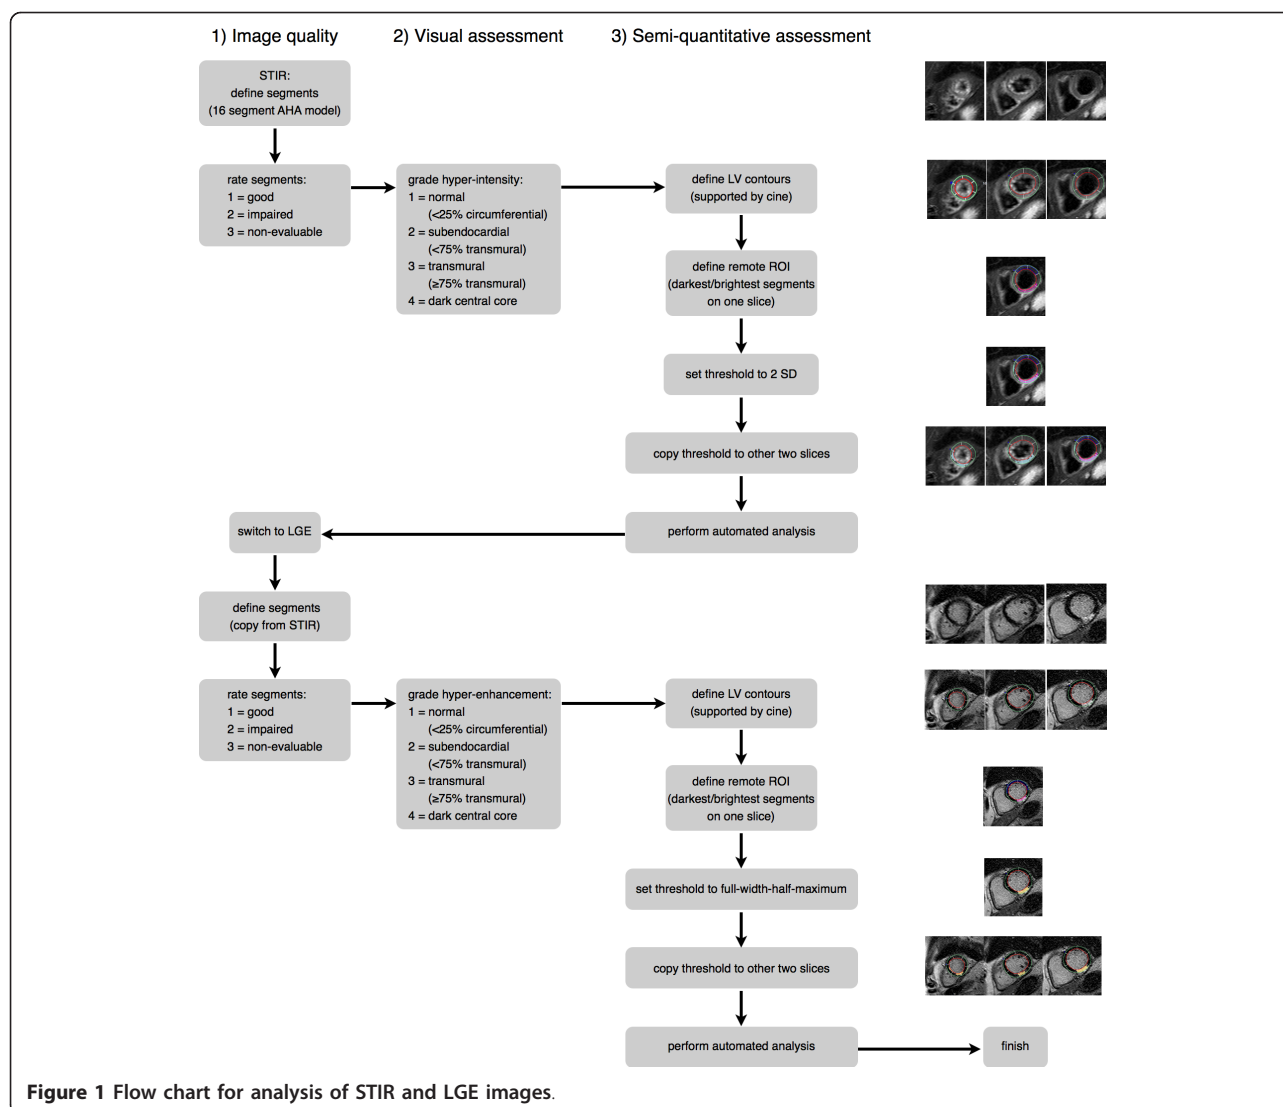 1) Image quality
2) Visual assessment
3) Semi-quantitative assessment
STIR:
define segments
(16 segment AHA model)
rate segments:
1 = good
2 = impaired
3 = non-evaluable
grade hyper-intensity:
1 = normal
(<25% circumferential)
2 = subendocardial
(<75% transmural)
3 = transmural
(≥75% transmural)
4 = dark central core
define LV contours
(supported by cine)
define remote ROI
(darkest/brightest segments
on one slice)
set threshold to 2 SD
copy threshold to other two slices
perform automated analysis
switch to LGE
define segments
(copy from STIR)
rate segments:
1 = good
2 = impaired
3 = non-evaluable
grade hyper-enhancement:
1 = normal
(<25% circumferential)
2 = subendocardial
(<75% transmural)
3 = transmural
(≥75% transmural)
4 = dark central core
define LV contours
(supported by cine)
define remote ROI
(darkest/brightest segments
on one slice)
set threshold to full-width-half-maximum
copy threshold to other two slices
perform automated analysis
finish
Figure 1 Flow chart for analysis of STIR and LGE images.